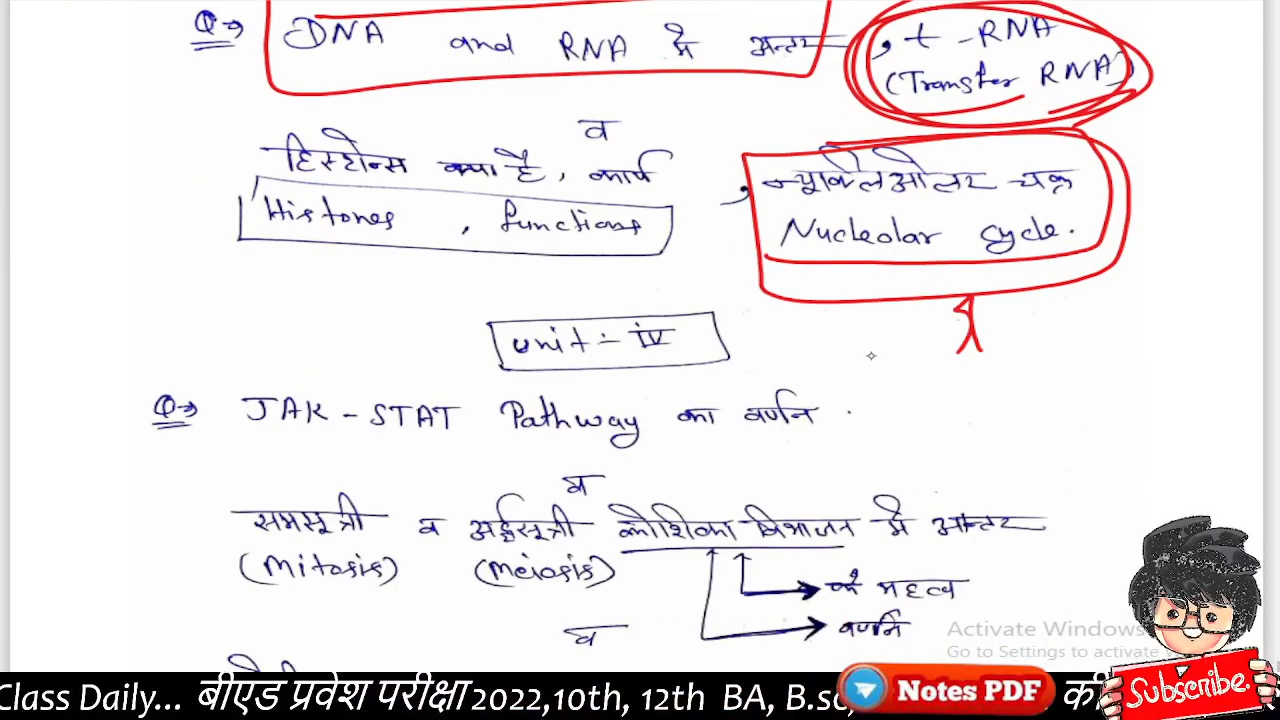 Q→ DNA and RNA में अन्तर , t-RNA
(Transfer RNA)
व
हिस्टोन्स क्या है, कार्य , न्यूक्लिओलर चक्र
Histones , functions Nucleolar cycle.
unit:- IV
Q→ JAK-STAT Pathway का वर्णन .
व
समसूत्री व अर्द्धसूत्री कोशिका विभाजन में अन्तर
(Mitosis) (Meiosis)
के महत्व
वर्णन
व
Activate Windows
Go to Settings to activate
Class Daily... बीएड प्रवेश परीक्षा 2022,10th, 12th BA, B.sc,
Notes PDF
की
Subscribe